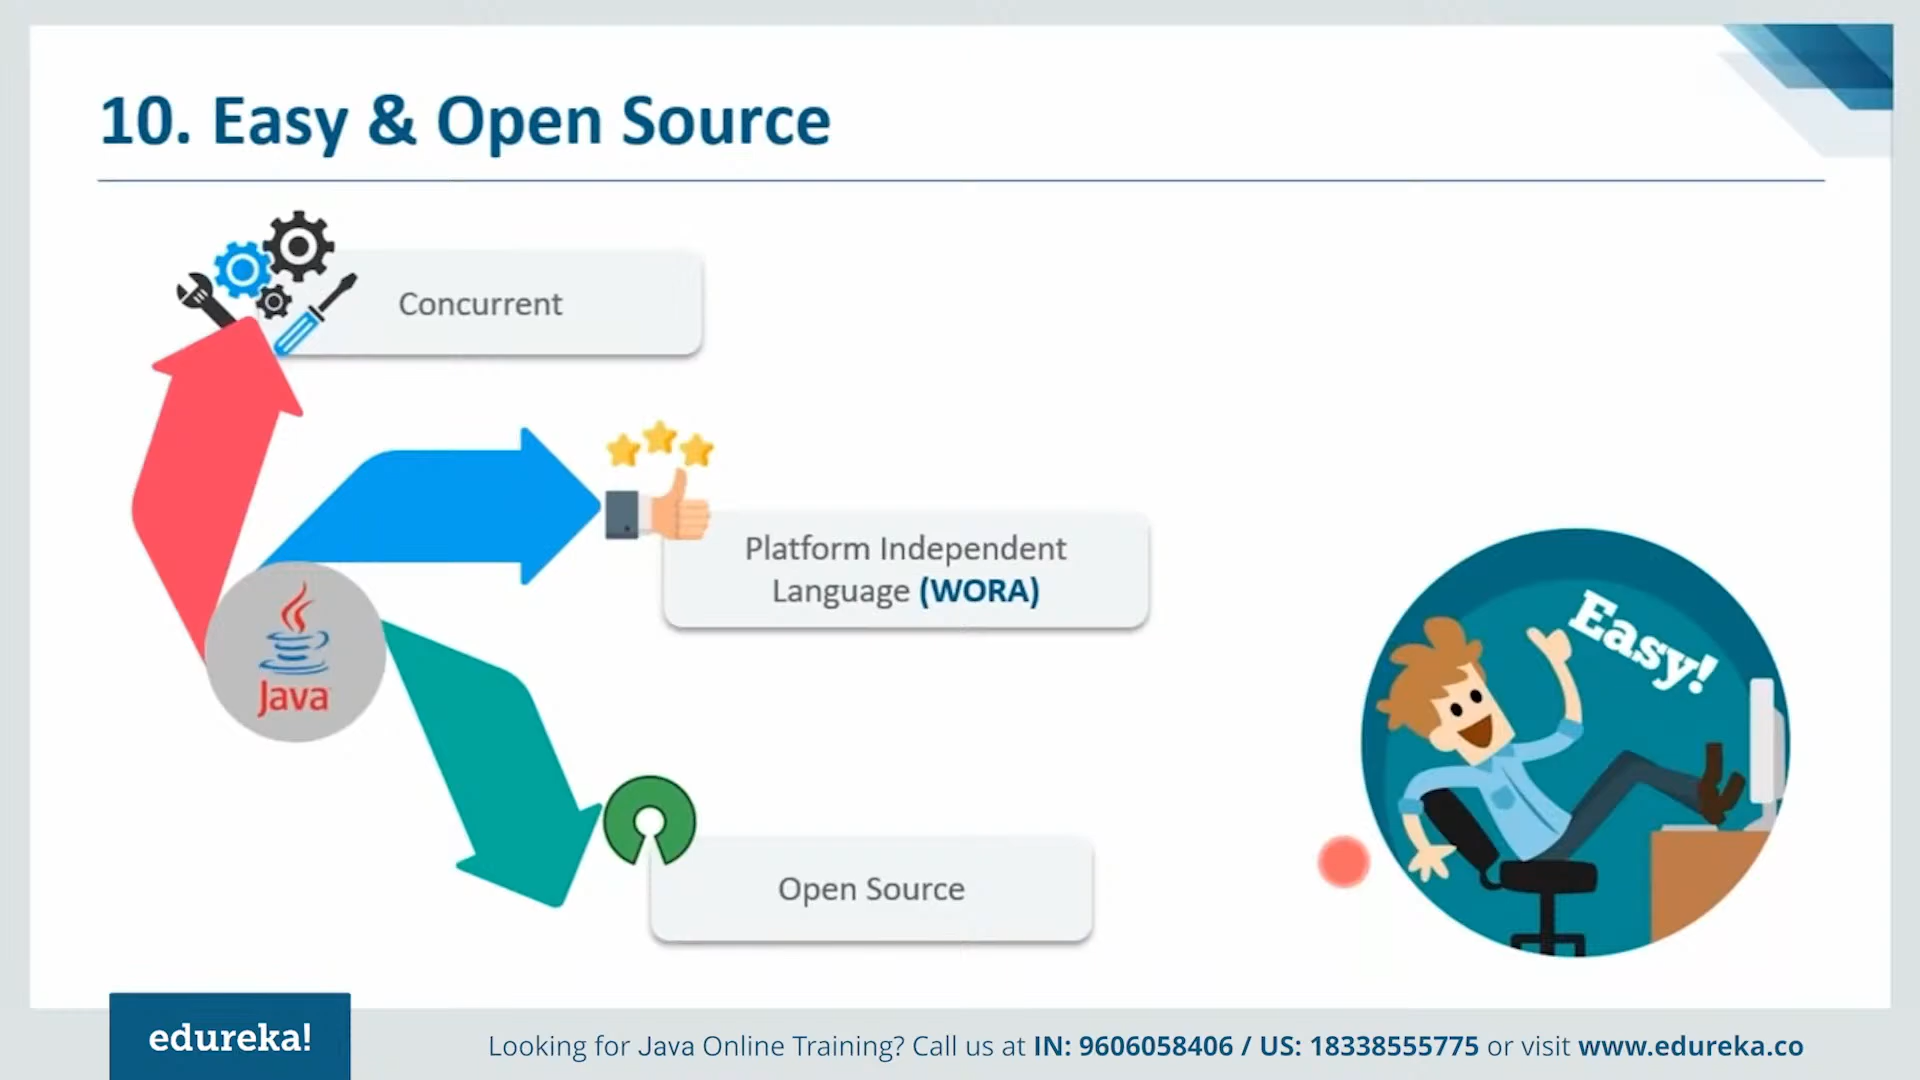 10. Easy & Open Source
Concurrent
Platform Independent
Language (WORA)
Java
Easy!
Open Source
edureka!
Looking for Java Online Training? Call us at IN: 9606058406 / US: 18338555775 or visit www.edureka.co